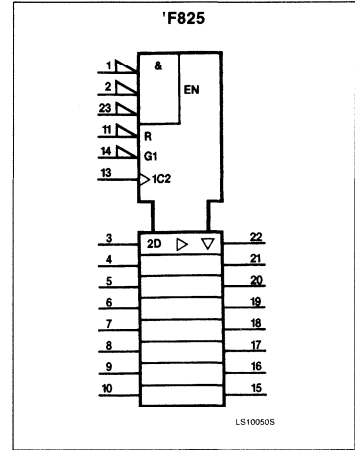 'F825
1 &
2 EN
23
11 R
14 G1
13 1C2
3 2D ▷ ▽ 22
4 21
5 20
6 19
7 18
8 17
9 16
10 15
LS10050S